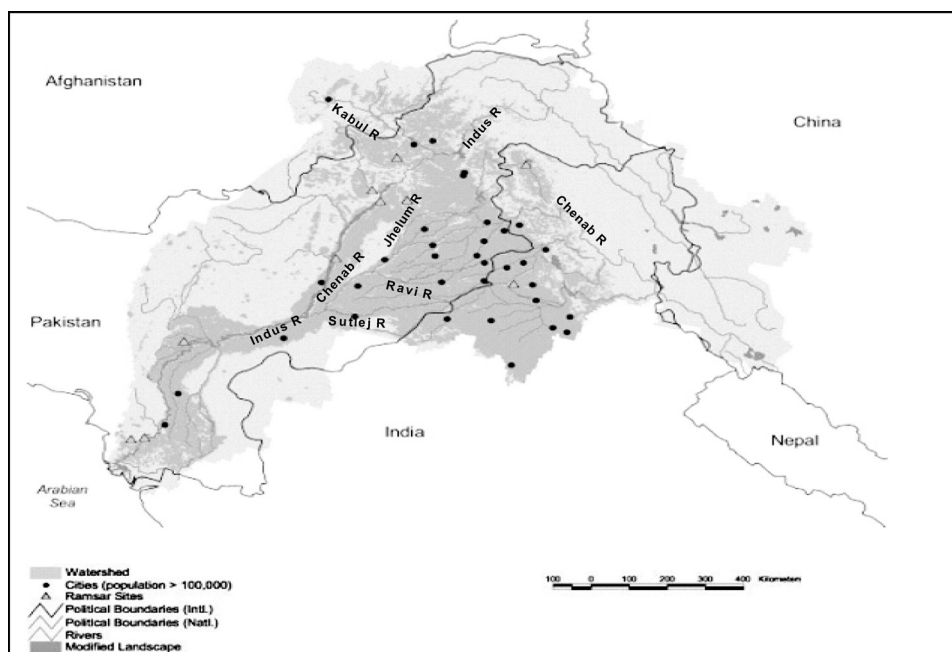 Afghanistan
China
Kabul R
Indus R
Chenab R
Jhelum R
Chenab R
Ravi R
Pakistan
Indus R
Sutlej R
India
Nepal
Arabian
Sea
Watershed
Cities (population > 100,000)
Ramsar Sites
Political Boundaries (Intl.)
Political Boundaries (Natl.)
Rivers
Modified Landscape
100 0 100 200 300 400 Kilometers